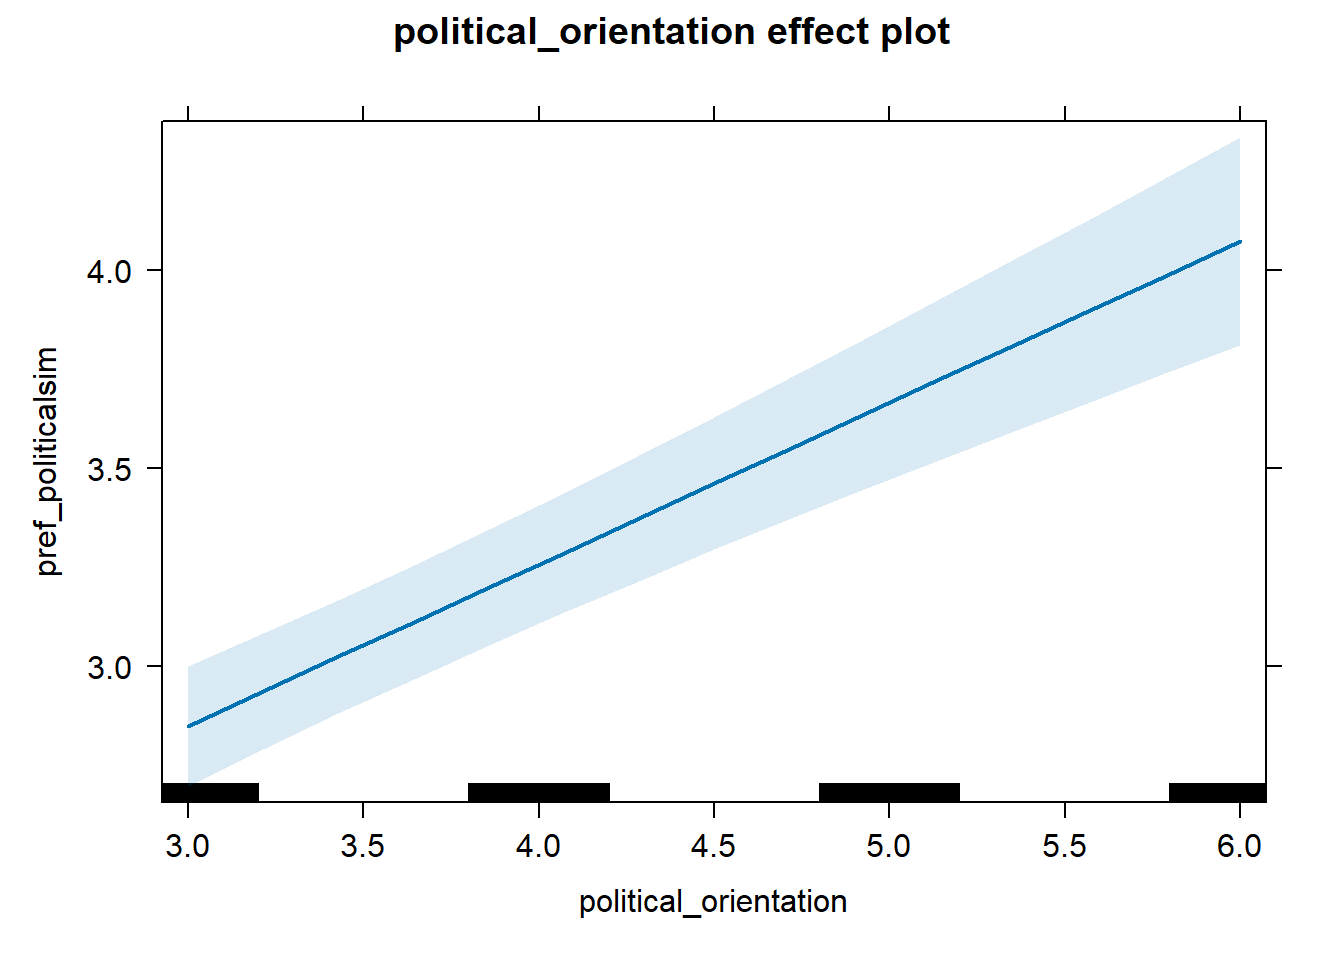 political_orientation effect plot
pref_politicalsim
4.0
3.5
3.0
3.0 3.5 4.0 4.5 5.0 5.5 6.0
political_orientation